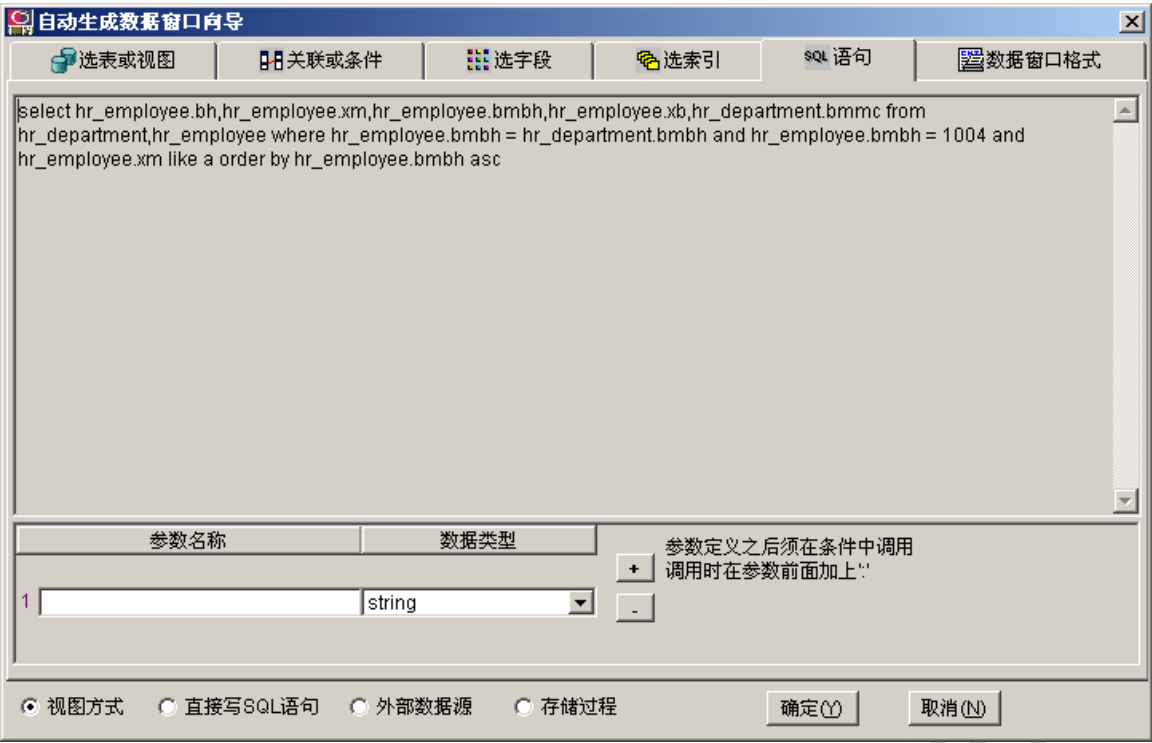 自动生成数据窗口向导
选表或视图 关联或条件 选字段 选索引 SQL 语句 数据窗口格式
select hr_employee.bh,hr_employee.xm,hr_employee.bmbh,hr_employee.xb,hr_department.bmmc from
hr_department,hr_employee where hr_employee.bmbh = hr_department.bmbh and hr_employee.bmbh = 1004 and
hr_employee.xm like a order by hr_employee.bmbh asc
参数名称 数据类型
参数定义之后须在条件中调用
+ 调用时在参数前面加上':'
1 string
-
视图方式 直接写SQL语句 外部数据源 存储过程 确定(Y) 取消(N)